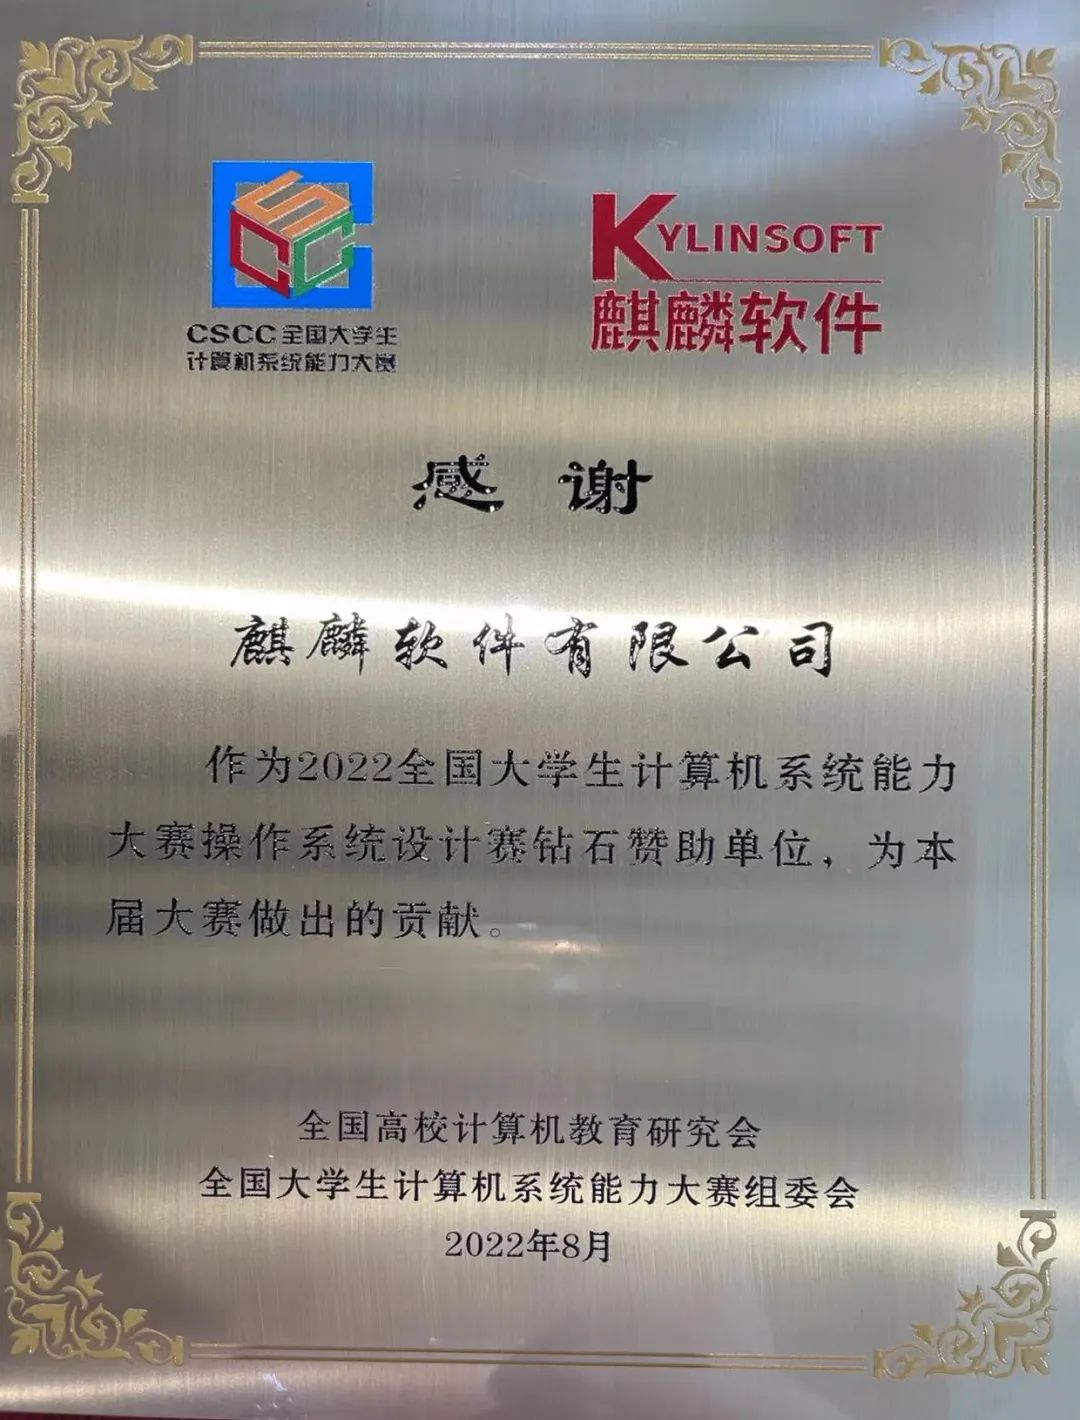 CSCC全国大学生
计算机系统能力大赛
KYLINSOFT
麒麟软件
感谢
麒麟软件有限公司
作为2022全国大学生计算机系统能力
大赛操作系统设计赛钻石赞助单位，为本
届大赛做出的贡献。
全国高校计算机教育研究会
全国大学生计算机系统能力大赛组委会
2022年8月